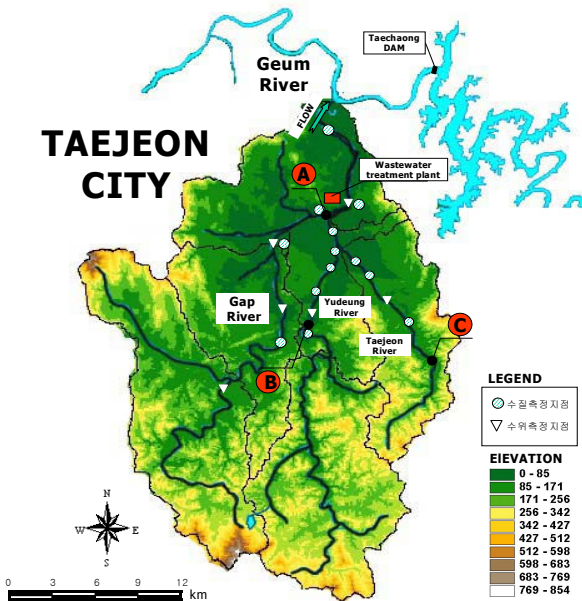 Taechaong
DAM
Geum
River
FLOW
TAEJEON
CITY
A
Wastewater
treatment plant
Gap
River
Yudeung
River
Taejeon
River
C
B
LEGEND
수질측정지점
수위측정지점
ElEVATION
0 - 85
85 - 171
171 - 256
256 - 342
342 - 427
427 - 512
512 - 598
598 - 683
683 - 769
769 - 854
N
W
E
S
0 3 6 9 12
km